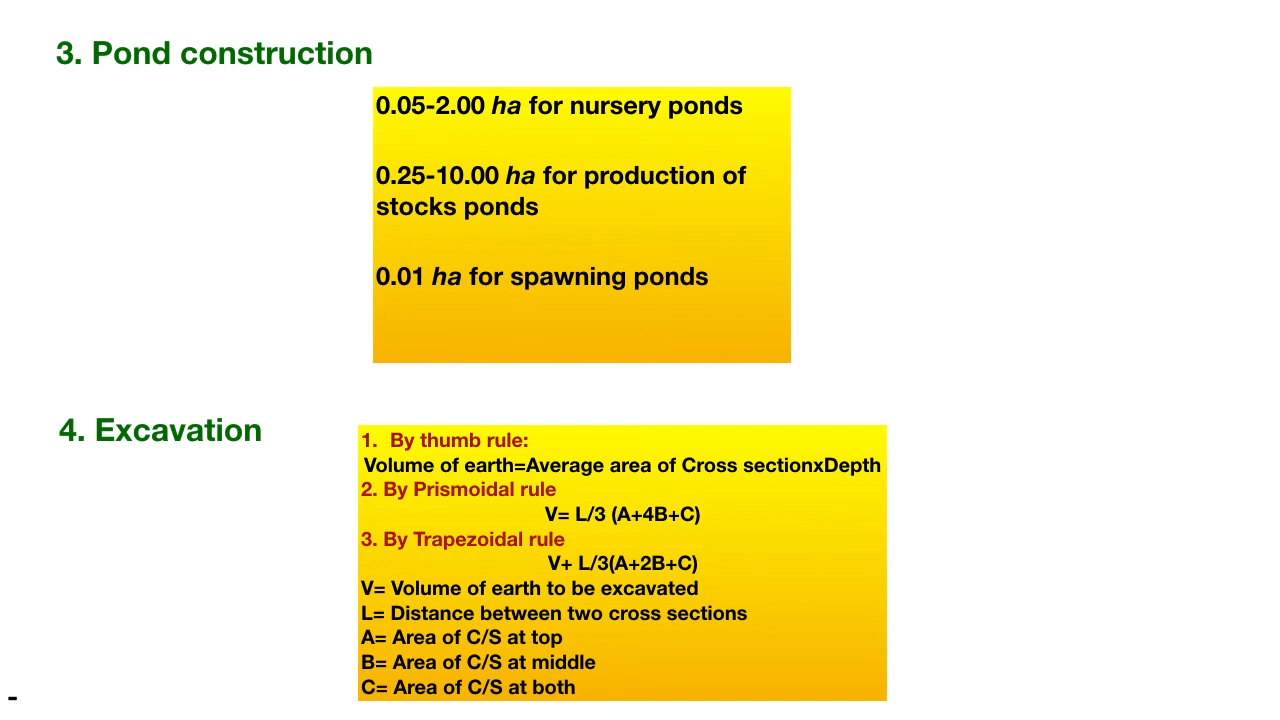 3. Pond construction
0.05-2.00 ha for nursery ponds
0.25-10.00 ha for production of
stocks ponds
0.01 ha for spawning ponds
4. Excavation
1. By thumb rule:
Volume of earth=Average area of Cross sectionxDepth
2. By Prismoidal rule
V= L/3 (A+4B+C)
3. By Trapezoidal rule
V+ L/3(A+2B+C)
V= Volume of earth to be excavated
L= Distance between two cross sections
A= Area of C/S at top
B= Area of C/S at middle
C= Area of C/S at both
-